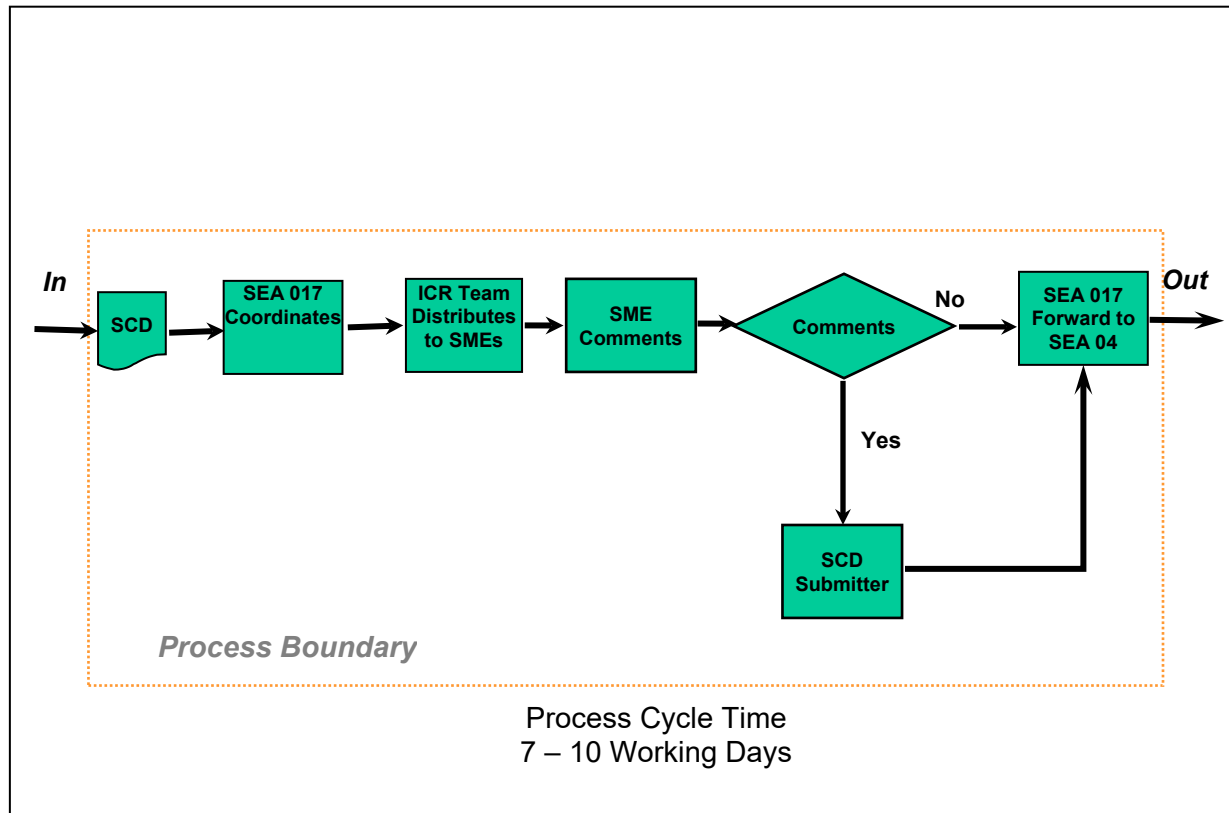 In
SCD
SEA 017
Coordinates
ICR Team
Distributes
to SMEs
SME
Comments
Comments
No
SEA 017
Forward to
SEA 04
Out
Yes
SCD
Submitter
Process Boundary
Process Cycle Time
7 – 10 Working Days